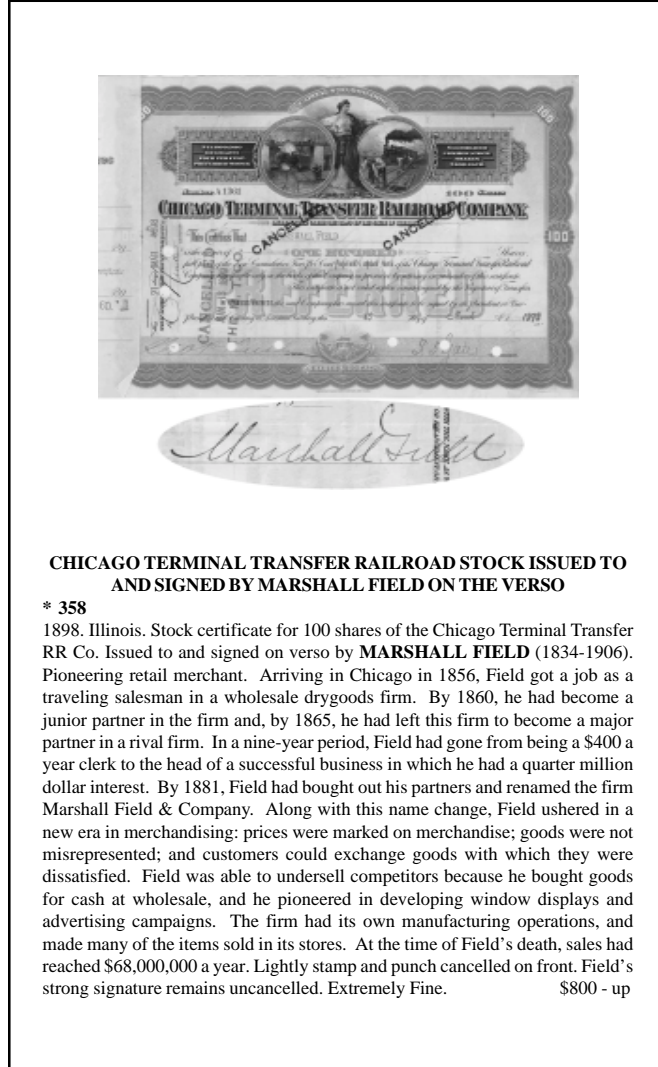 100
100
CHICAGO TERMINAL TRANSFER RAILROAD COMPANY.
This Certifies That
FIELD
ONE HUNDRED
CANCELLED
CANCELLED
CANCELLED
PREFERRED
100
Marshall Field
CHICAGO TERMINAL TRANSFER RAILROAD STOCK ISSUED TO
AND SIGNED BY MARSHALL FIELD ON THE VERSO
* 358
1898. Illinois. Stock certificate for 100 shares of the Chicago Terminal Transfer
RR Co. Issued to and signed on verso by MARSHALL FIELD (1834-1906).
Pioneering retail merchant. Arriving in Chicago in 1856, Field got a job as a
traveling salesman in a wholesale drygoods firm. By 1860, he had become a
junior partner in the firm and, by 1865, he had left this firm to become a major
partner in a rival firm. In a nine-year period, Field had gone from being a $400 a
year clerk to the head of a successful business in which he had a quarter million
dollar interest. By 1881, Field had bought out his partners and renamed the firm
Marshall Field & Company. Along with this name change, Field ushered in a
new era in merchandising: prices were marked on merchandise; goods were not
misrepresented; and customers could exchange goods with which they were
dissatisfied. Field was able to undersell competitors because he bought goods
for cash at wholesale, and he pioneered in developing window displays and
advertising campaigns. The firm had its own manufacturing operations, and
made many of the items sold in its stores. At the time of Field's death, sales had
reached $68,000,000 a year. Lightly stamp and punch cancelled on front. Field's
strong signature remains uncancelled. Extremely Fine. $800 - up